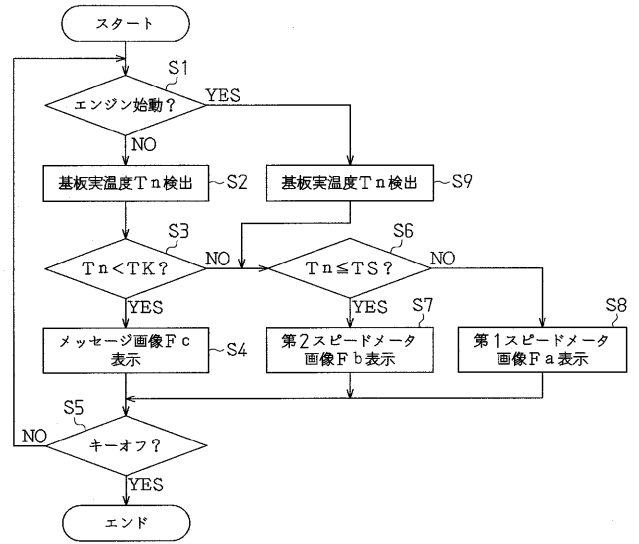 スタート
S1
エンジン始動?
YES
NO
基板実温度Tn検出
S2
基板実温度Tn検出
S9
S3
Tn<TK?
NO
S6
Tn≦TS?
NO
YES
YES
S7
S8
メッセージ画像Fc
表示
S4
第2スピードメータ
画像Fb表示
第1スピードメータ
画像Fa表示
S5
NO
キーオフ?
YES
エンド